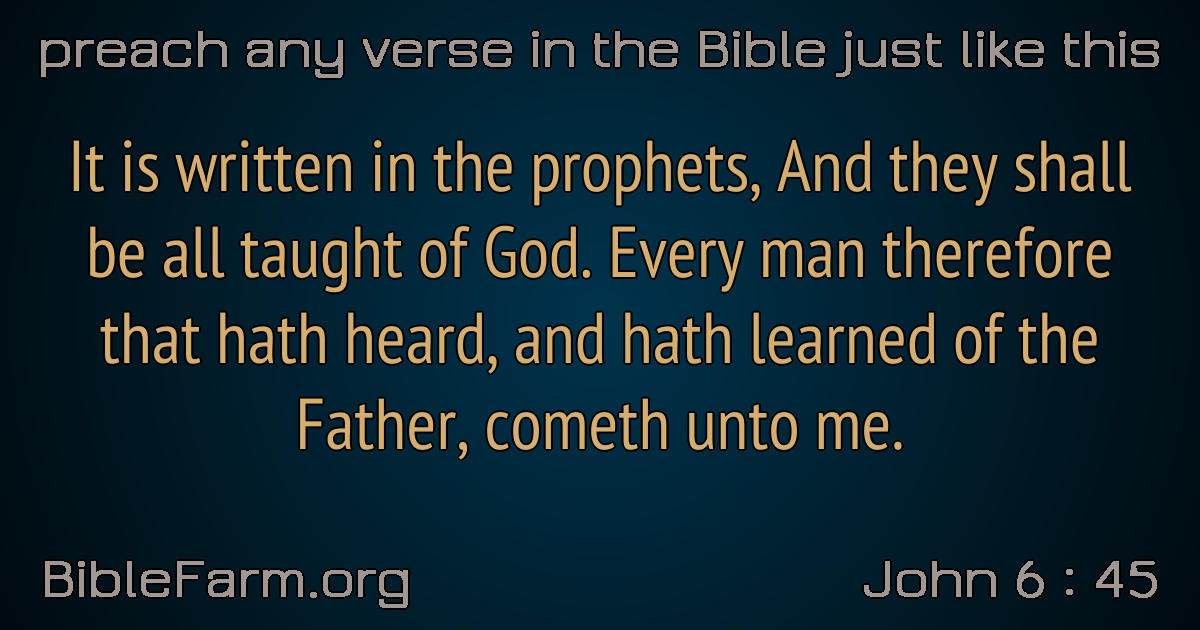 preach any verse in the Bible just like this
It is written in the prophets, And they shall
be all taught of God. Every man therefore
that hath heard, and hath learned of the
Father, cometh unto me.
BibleFarm.org
John 6 : 45